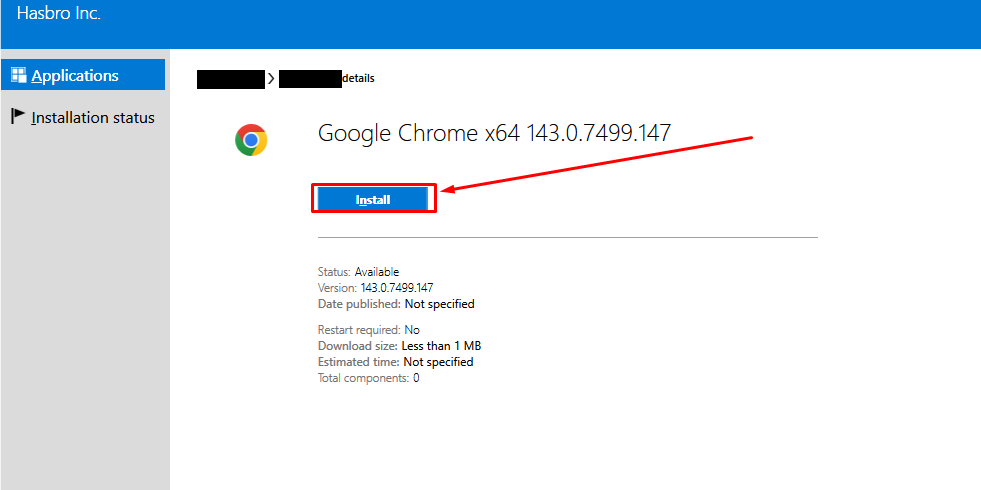 Hasbro Inc.
Applications
Installation status
details
Google Chrome x64 143.0.7499.147
Install
Status: Available
Version: 143.0.7499.147
Date published: Not specified
Restart required: No
Download size: Less than 1 MB
Estimated time: Not specified
Total components: 0